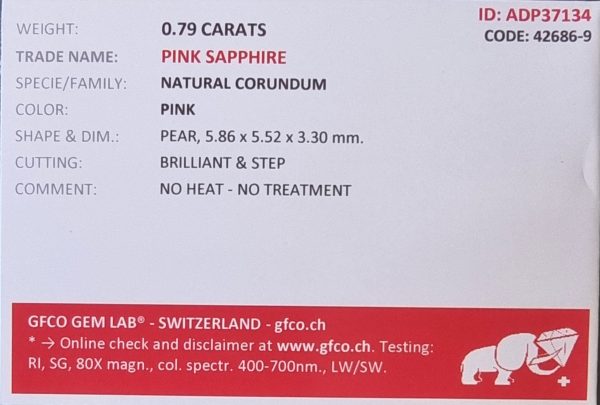 ID: ADP37134
CODE: 42686-9
WEIGHT: 0.79 CARATS
TRADE NAME: PINK SAPPHIRE
SPECIE/FAMILY: NATURAL CORUNDUM
COLOR: PINK
SHAPE & DIM.: PEAR, 5.86 x 5.52 x 3.30 mm.
CUTTING: BRILLIANT & STEP
COMMENT: NO HEAT - NO TREATMENT
GFCO GEM LAB® - SWITZERLAND - gfco.ch
* → Online check and disclaimer at www.gfco.ch. Testing:
RI, SG, 80X magn., col. spectr. 400-700nm., LW/SW.